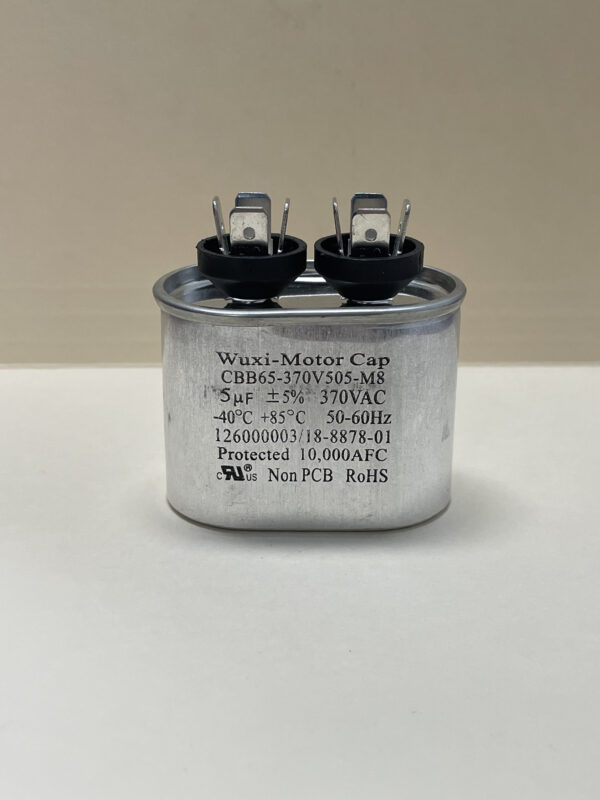 Wuxi-Motor Cap
CBB65-370V505-M8
5μF ±5% 370VAC
-40°C +85°C 50-60Hz
126000003/18-8878-01
Protected 10,000AFC
cRU®us Non PCB RoHS